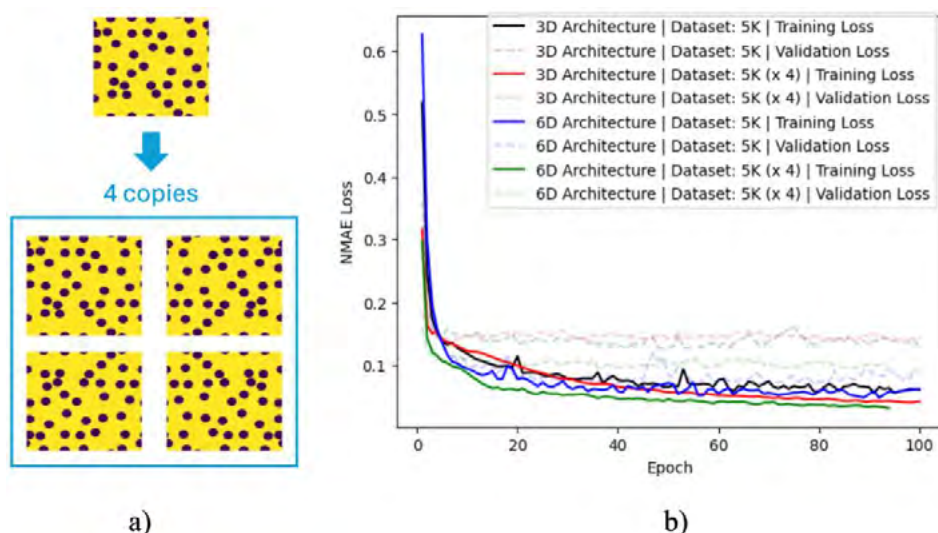 4 copies
a)
3D Architecture | Dataset: 5K | Training Loss
3D Architecture | Dataset: 5K | Validation Loss
3D Architecture | Dataset: 5K (x 4) | Training Loss
3D Architecture | Dataset: 5K (x 4) | Validation Loss
6D Architecture | Dataset: 5K | Training Loss
6D Architecture | Dataset: 5K | Validation Loss
6D Architecture | Dataset: 5K (x 4) | Training Loss
6D Architecture | Dataset: 5K (x 4) | Validation Loss
NMAE Loss
0.6
0.5
0.4
0.3
0.2
0.1
0 20 40 60 80 100
Epoch
b)